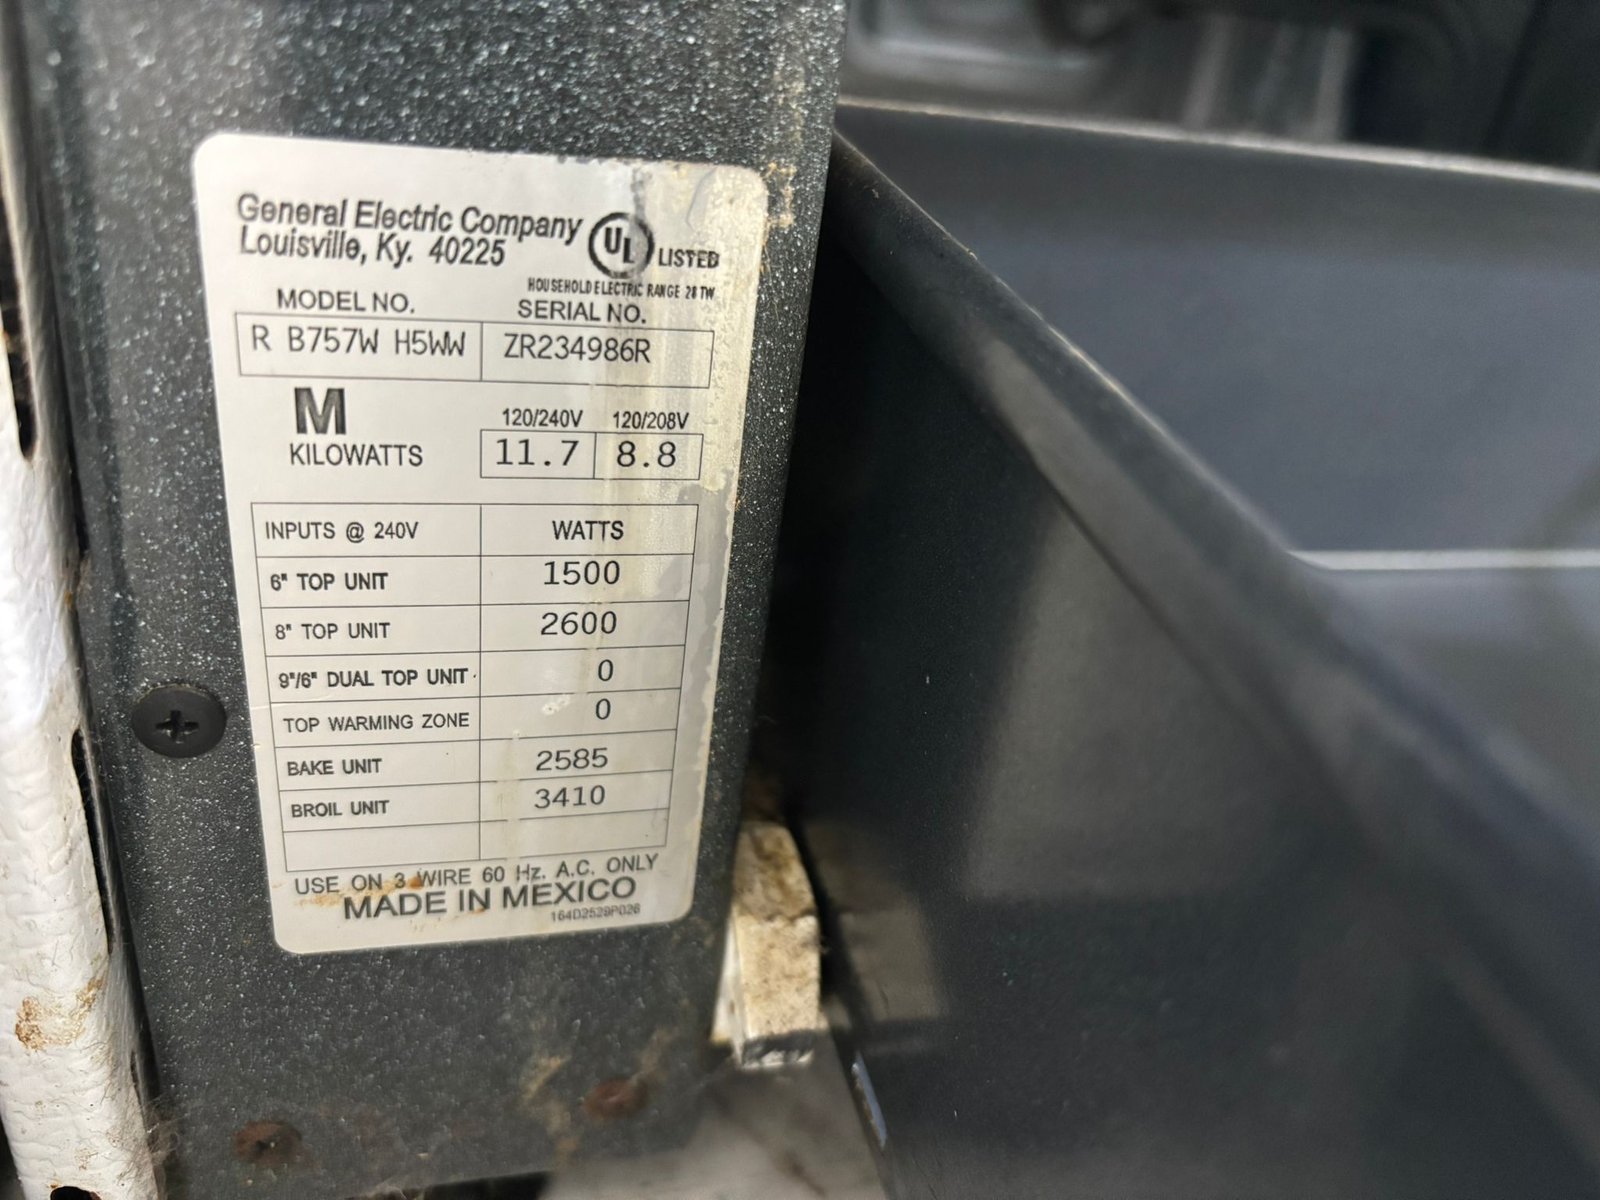 General Electric Company
Louisville, Ky. 40225
UL LISTED
HOUSEHOLD ELECTRIC RANGE 28 TW
MODEL NO. SERIAL NO.
R B757W H5WW ZR234986R
M
KILOWATTS
120/240V 120/208V
11.7 8.8
INPUTS @ 240V WATTS
6" TOP UNIT 1500
8" TOP UNIT 2600
9"/6" DUAL TOP UNIT 0
TOP WARMING ZONE 0
BAKE UNIT 2585
BROIL UNIT 3410
USE ON 3 WIRE 60 Hz. A.C. ONLY
MADE IN MEXICO
164D2529P026